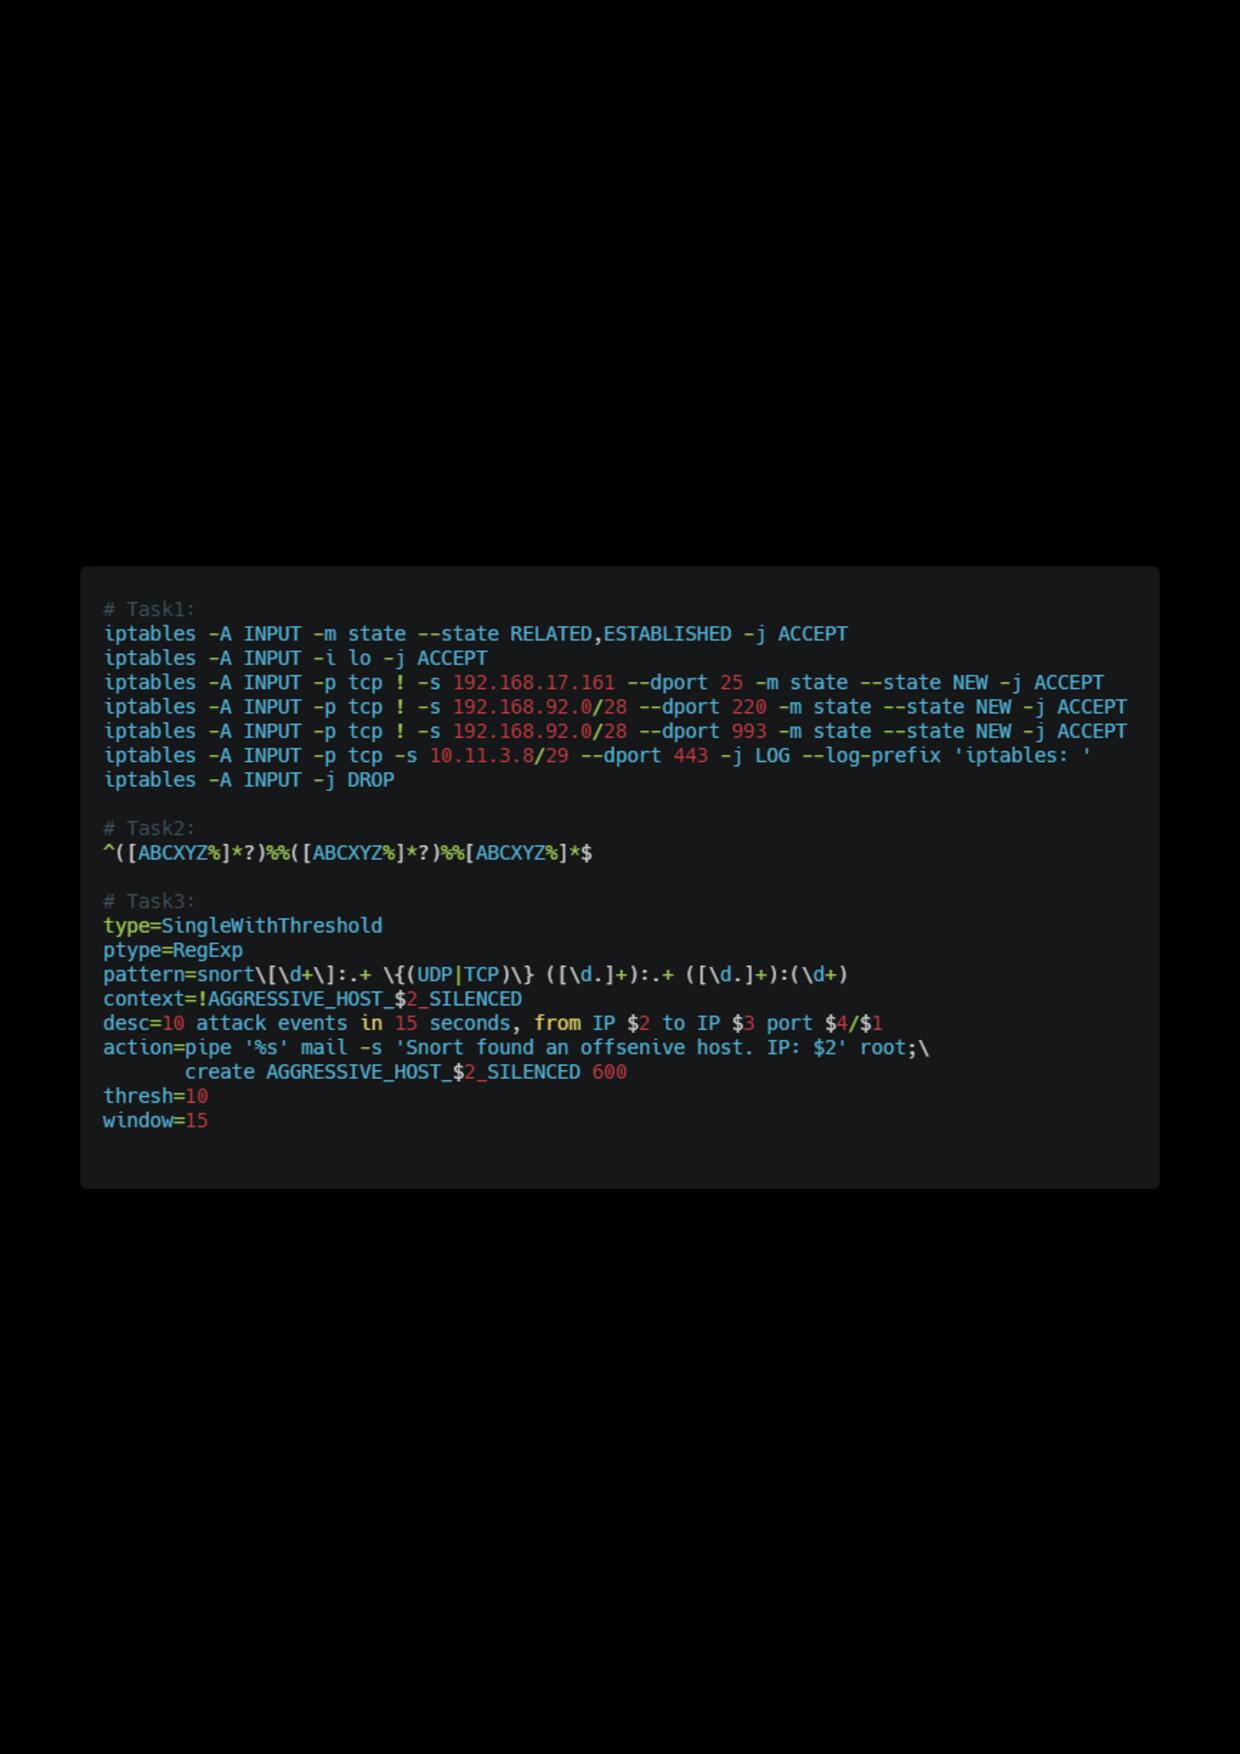 # Task1:
iptables -A INPUT -m state --state RELATED,ESTABLISHED -j ACCEPT
iptables -A INPUT -i lo -j ACCEPT
iptables -A INPUT -p tcp ! -s 192.168.17.161 --dport 25 -m state --state NEW -j ACCEPT
iptables -A INPUT -p tcp ! -s 192.168.92.0/28 --dport 220 -m state --state NEW -j ACCEPT
iptables -A INPUT -p tcp ! -s 192.168.92.0/28 --dport 993 -m state --state NEW -j ACCEPT
iptables -A INPUT -p tcp -s 10.11.3.8/29 --dport 443 -j LOG --log-prefix 'iptables: '
iptables -A INPUT -j DROP
# Task2:
^([ABCXYZ%]*?)%%([ABCXYZ%]*?)%%[ABCXYZ%]*$
# Task3:
type=SingleWithThreshold
ptype=RegExp
pattern=snort\[\d+\]:.+ \{(UDP|TCP)\} ([\d.]+):.+ ([\d.]+):(\d+)
context=!AGGRESSIVE_HOST_$2_SILENCED
desc=10 attack events in 15 seconds, from IP $2 to IP $3 port $4/$1
action=pipe '%s' mail -s 'Snort found an offsenive host. IP: $2' root;\
create AGGRESSIVE_HOST_$2_SILENCED 600
thresh=10
window=15